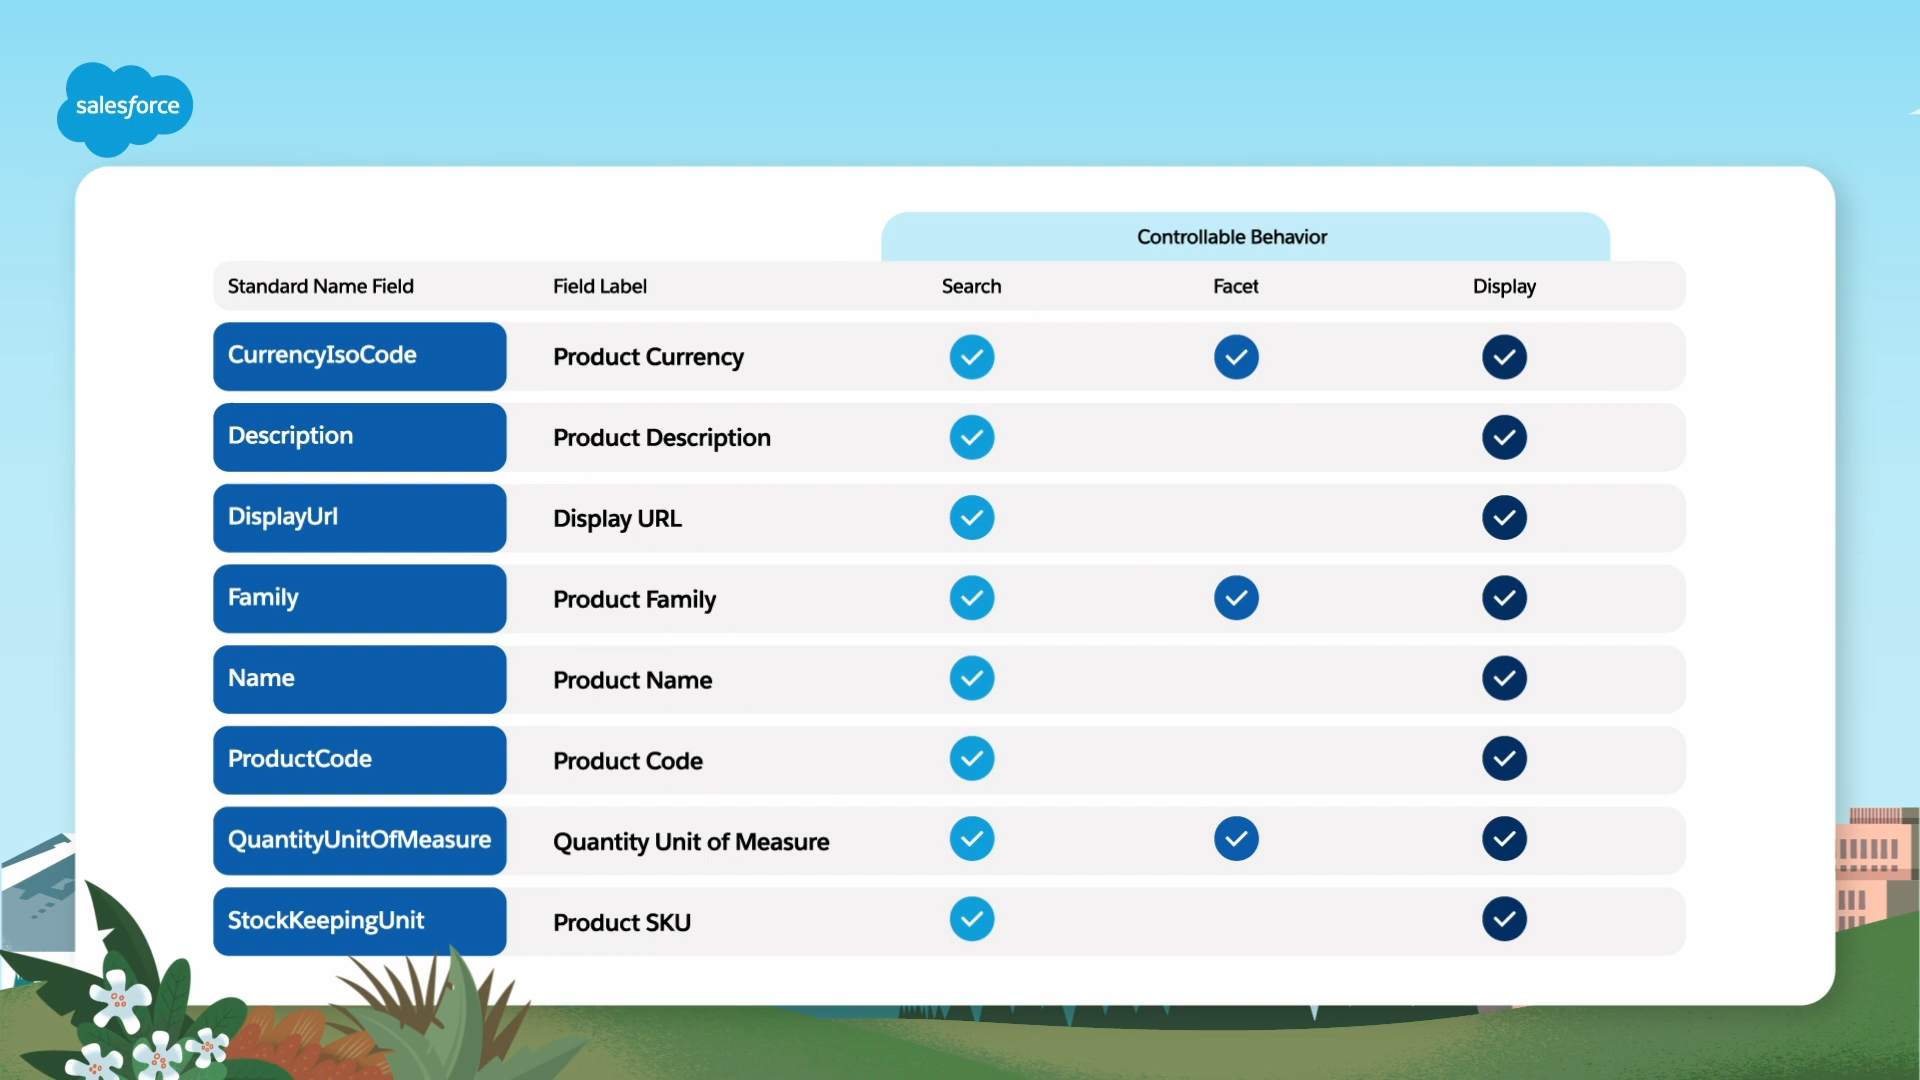 salesforce
Controllable Behavior
Standard Name Field Field Label Search Facet Display
CurrencyIsoCode Product Currency
Description Product Description
DisplayUrl Display URL
Family Product Family
Name Product Name
ProductCode Product Code
QuantityUnitOfMeasure Quantity Unit of Measure
StockKeepingUnit Product SKU